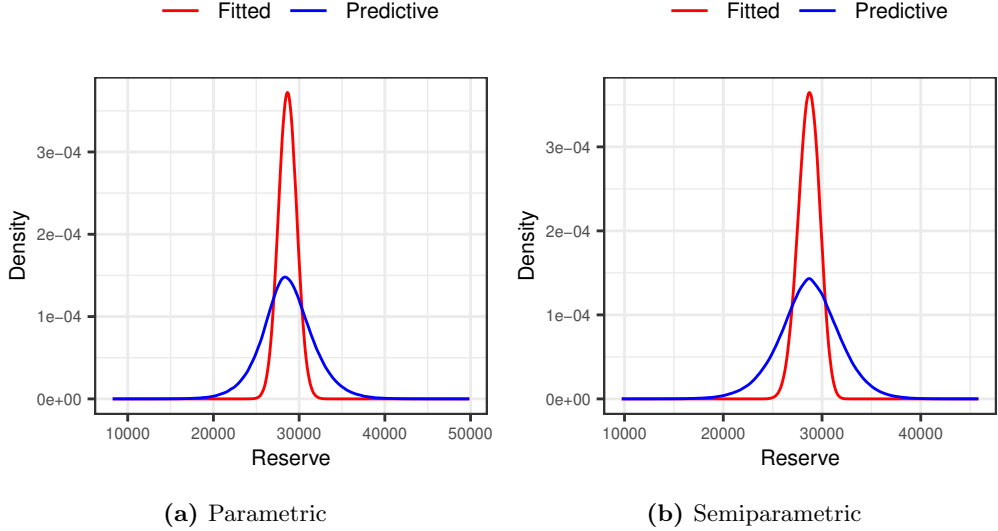 Fitted Predictive
Density
3e−04
2e−04
1e−04
0e+00
10000 20000 30000 40000 50000
Reserve
(a) Parametric
Fitted Predictive
Density
3e−04
2e−04
1e−04
0e+00
10000 20000 30000 40000
Reserve
(b) Semiparametric